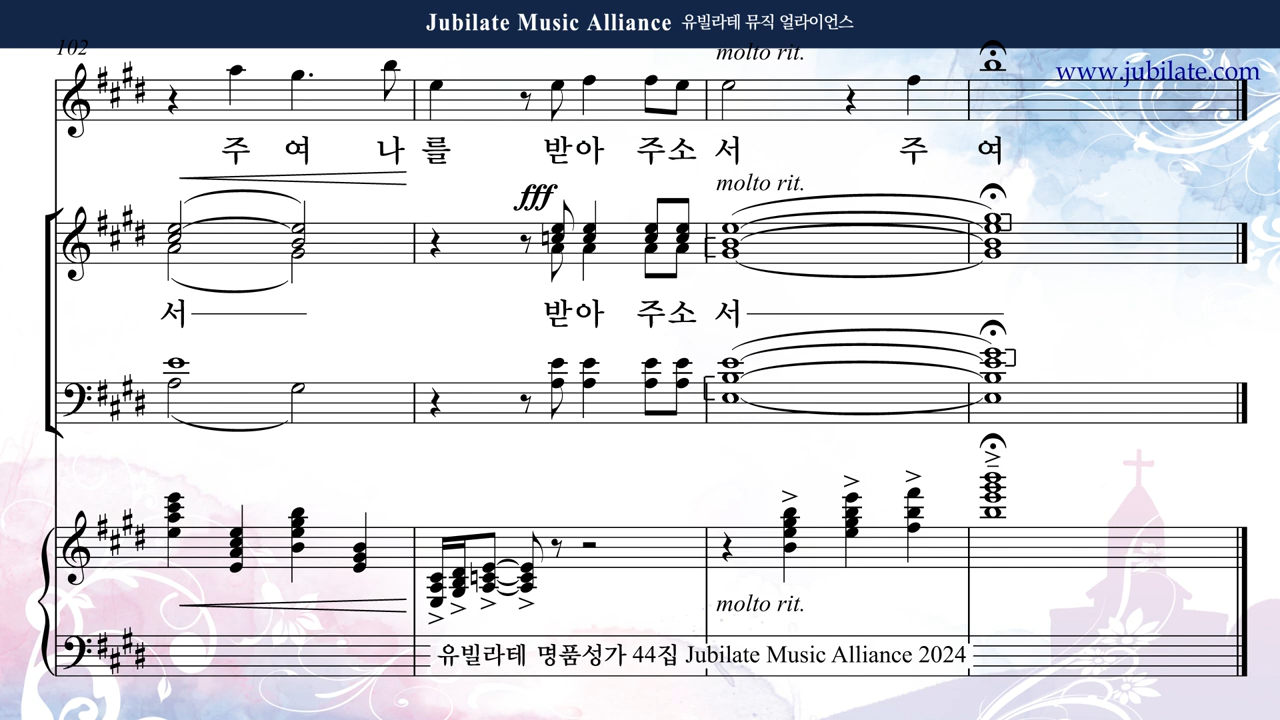 Jubilate Music Alliance 유빌라테 뮤직 얼라이언스
102
molto rit.
www.jubilate.com
주 여 나 를 받아 주소 서 주 여
molto rit.
fff
서 받아 주소 서
molto rit.
유빌라테 명품성가 44집 Jubilate Music Alliance 2024